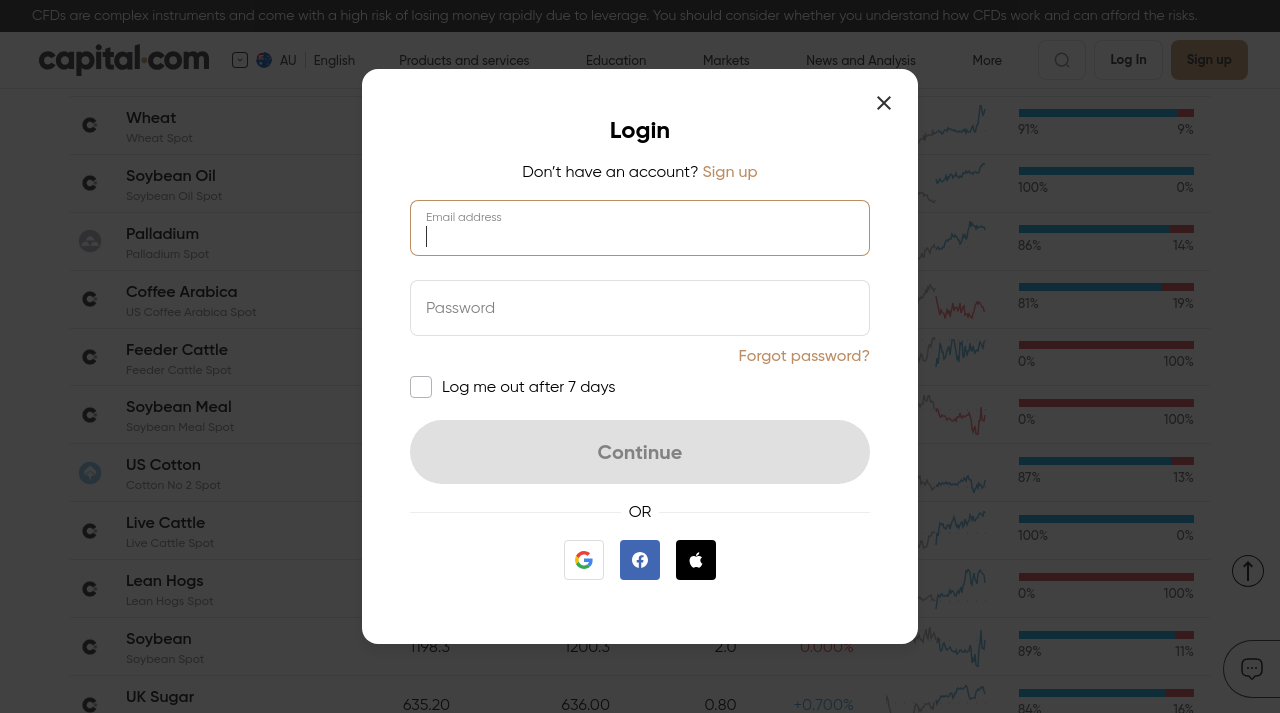 CFDs are complex instruments and come with a high risk of losing money rapidly due to leverage. You should consider whether you understand how CFDs work and can afford the risks.
capital.com AU English Products and services Education Markets News and Analysis More Log In Sign up
Wheat
Wheat Spot
91% 9%
Soybean Oil
Soybean Oil Spot
100% 0%
Palladium
Palladium Spot
86% 14%
Coffee Arabica
US Coffee Arabica Spot
81% 19%
Feeder Cattle
Feeder Cattle Spot
0% 100%
Soybean Meal
Soybean Meal Spot
0% 100%
US Cotton
Cotton No 2 Spot
87% 13%
Live Cattle
Live Cattle Spot
100% 0%
Lean Hogs
Lean Hogs Spot
0% 100%
Soybean
Soybean Spot
1198.3 1200.3 2.0 0.000%
89% 11%
UK Sugar
635.20 636.00 0.80 +0.700%
84% 16%
Login
Don’t have an account? Sign up
Email address
Password
Forgot password?
Log me out after 7 days
Continue
OR